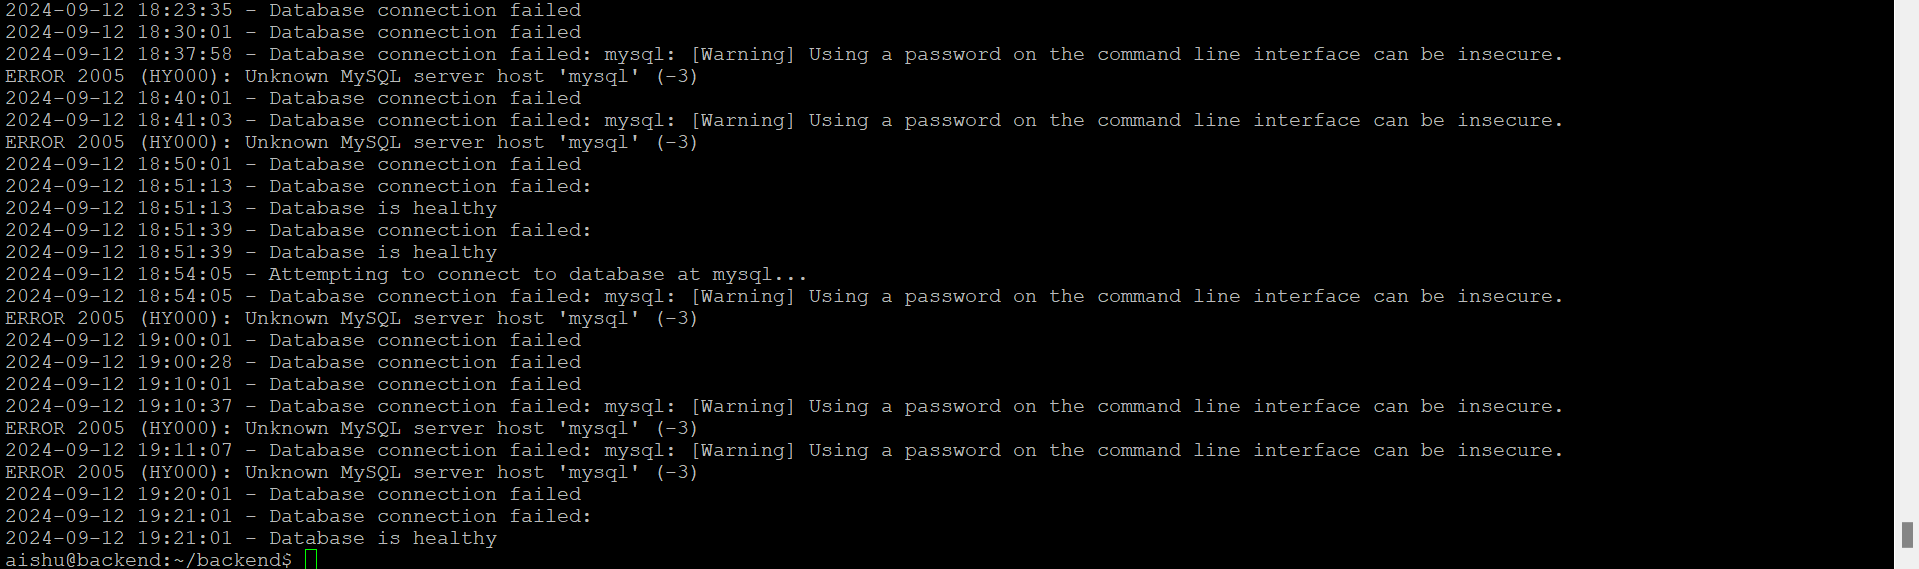 2024-09-12 18:23:35 - Database connection failed
2024-09-12 18:30:01 - Database connection failed
2024-09-12 18:37:58 - Database connection failed: mysql: [Warning] Using a password on the command line interface can be insecure.
ERROR 2005 (HY000): Unknown MySQL server host 'mysql' (-3)
2024-09-12 18:40:01 - Database connection failed
2024-09-12 18:41:03 - Database connection failed: mysql: [Warning] Using a password on the command line interface can be insecure.
ERROR 2005 (HY000): Unknown MySQL server host 'mysql' (-3)
2024-09-12 18:50:01 - Database connection failed
2024-09-12 18:51:13 - Database connection failed:
2024-09-12 18:51:13 - Database is healthy
2024-09-12 18:51:39 - Database connection failed:
2024-09-12 18:51:39 - Database is healthy
2024-09-12 18:54:05 - Attempting to connect to database at mysql...
2024-09-12 18:54:05 - Database connection failed: mysql: [Warning] Using a password on the command line interface can be insecure.
ERROR 2005 (HY000): Unknown MySQL server host 'mysql' (-3)
2024-09-12 19:00:01 - Database connection failed
2024-09-12 19:00:28 - Database connection failed
2024-09-12 19:10:01 - Database connection failed
2024-09-12 19:10:37 - Database connection failed: mysql: [Warning] Using a password on the command line interface can be insecure.
ERROR 2005 (HY000): Unknown MySQL server host 'mysql' (-3)
2024-09-12 19:11:07 - Database connection failed: mysql: [Warning] Using a password on the command line interface can be insecure.
ERROR 2005 (HY000): Unknown MySQL server host 'mysql' (-3)
2024-09-12 19:20:01 - Database connection failed
2024-09-12 19:21:01 - Database connection failed:
2024-09-12 19:21:01 - Database is healthy
aishu@backend:~/backend$